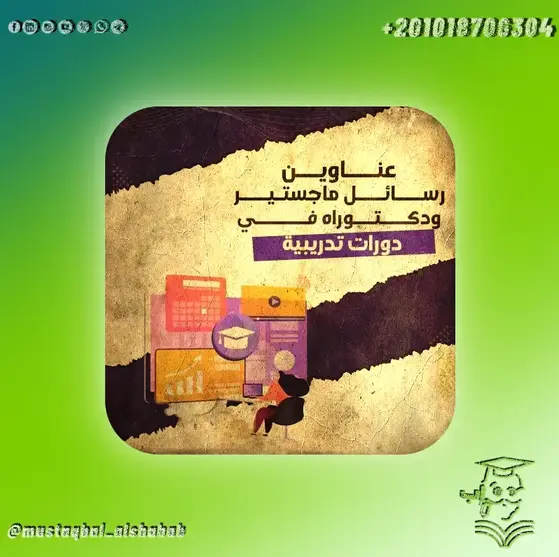 +201018706304
عناوين
رسائل ماجستير
ودكتوراه في
دورات تدريبية
@mustaqbal_alshabab